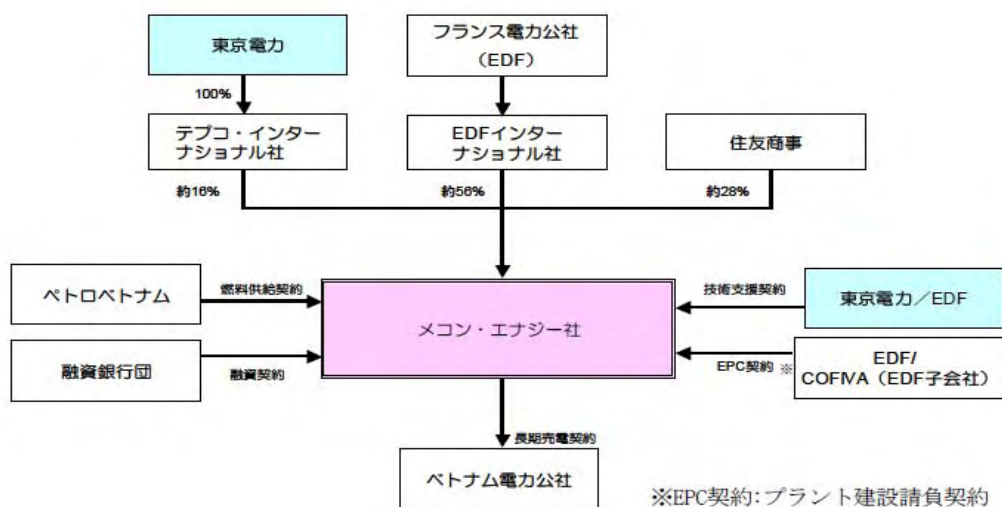 東京電力
フランス電力公社
（EDF）
100%
テプコ・インター
ナショナル社
EDFインター
ナショナル社
住友商事
約16%
約56%
約28%
ペトロベトナム
燃料供給契約
技術支援契約
東京電力／EDF
メコン・エナジー社
融資銀行団
融資契約
EPC契約 ※
EDF/
COFIVA（EDF子会社）
長期売電契約
ベトナム電力公社
※EPC契約：プラント建設請負契約